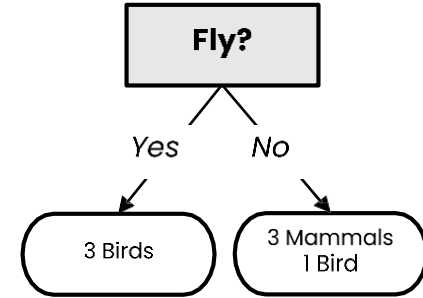 Fly?
Yes
No
3 Birds
3 Mammals
1 Bird